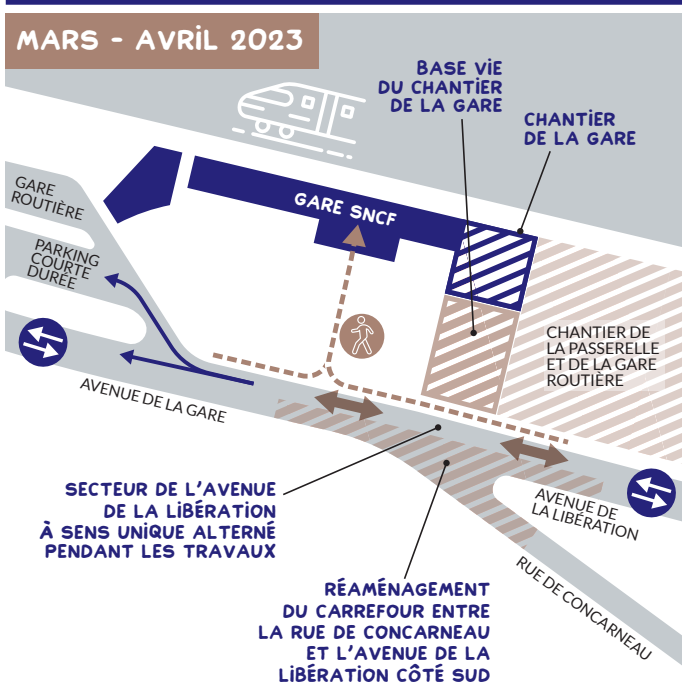 MARS - AVRIL 2023
BASE VIE
DU CHANTIER
DE LA GARE
CHANTIER
DE LA GARE
GARE SNCF
GARE
ROUTIÈRE
PARKING
COURTE
DURÉE
CHANTIER DE
LA PASSERELLE
ET DE LA GARE
ROUTIÈRE
AVENUE DE LA GARE
SECTEUR DE L'AVENUE
DE LA LIBÉRATION
À SENS UNIQUE ALTERNÉ
PENDANT LES TRAVAUX
AVENUE DE
LA LIBÉRATION
RUE DE CONCARNEAU
RÉAMÉNAGEMENT
DU CARREFOUR ENTRE
LA RUE DE CONCARNEAU
ET L'AVENUE DE LA
LIBÉRATION CÔTÉ SUD